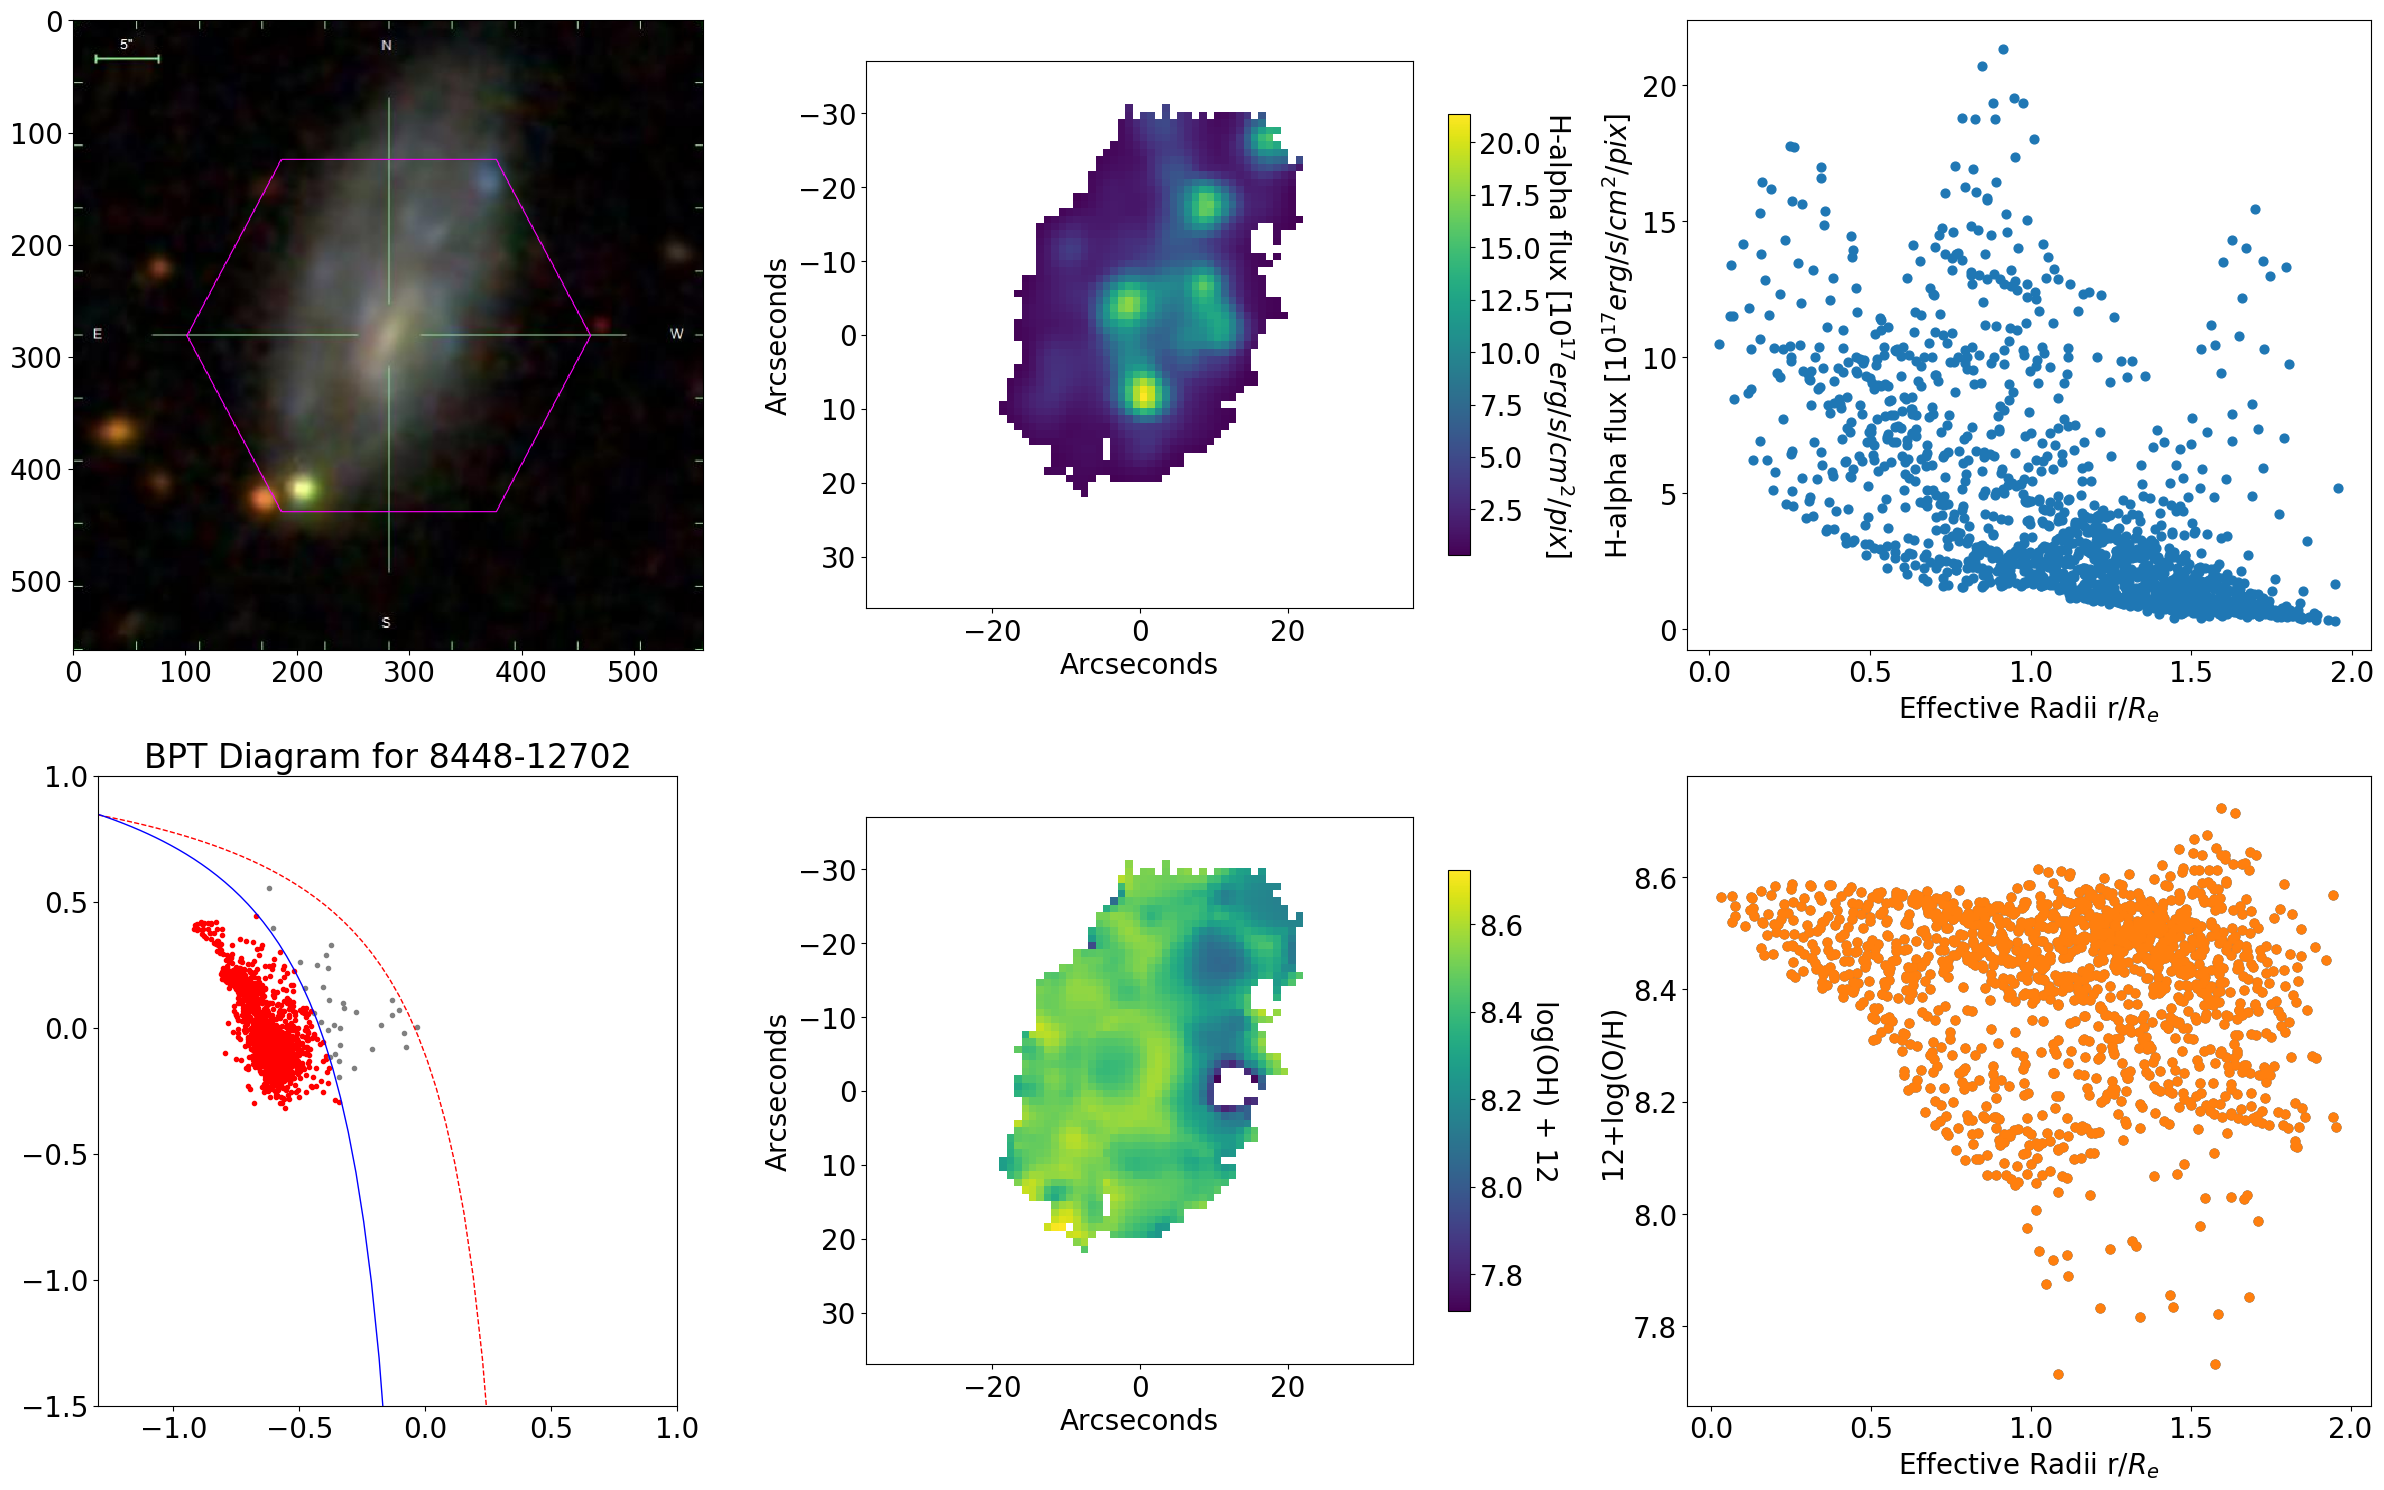 0
100
200
300
400
500
0 100 200 300 400 500
5"
N
E
W
S
−30
−20
−10
0
10
20
30
−20 0 20
Arcseconds
Arcseconds
20.0
17.5
15.0
12.5
10.0
7.5
5.0
2.5
H-alpha flux [10^17 erg/s/cm^2/pix]
H-alpha flux [10^17 erg/s/cm^2/pix]
20
15
10
5
0
0.0 0.5 1.0 1.5 2.0
Effective Radii r/R_e
BPT Diagram for 8448-12702
1.0
0.5
0.0
−0.5
−1.0
−1.5
−1.0 −0.5 0.0 0.5 1.0
−30
−20
−10
0
10
20
30
−20 0 20
Arcseconds
Arcseconds
8.6
8.4
8.2
8.0
7.8
log(OH) + 12
12+log(O/H)
8.6
8.4
8.2
8.0
7.8
0.0 0.5 1.0 1.5 2.0
Effective Radii r/R_e